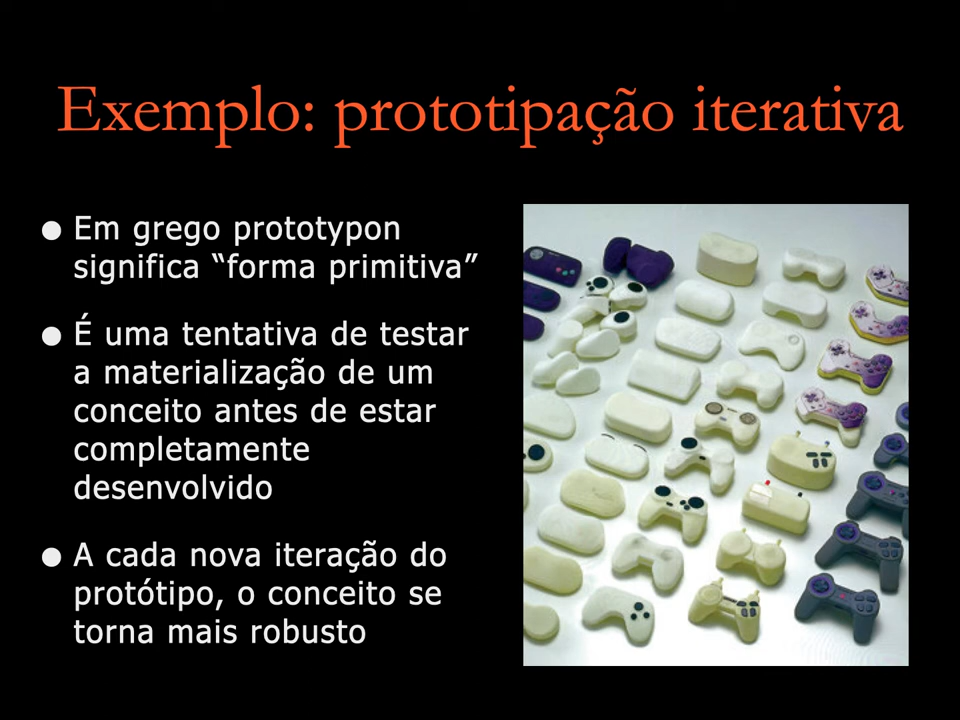 Exemplo: prototipação iterativa
• Em grego prototypon
significa “forma primitiva”
• É uma tentativa de testar
a materialização de um
conceito antes de estar
completamente
desenvolvido
• A cada nova iteração do
protótipo, o conceito se
torna mais robusto